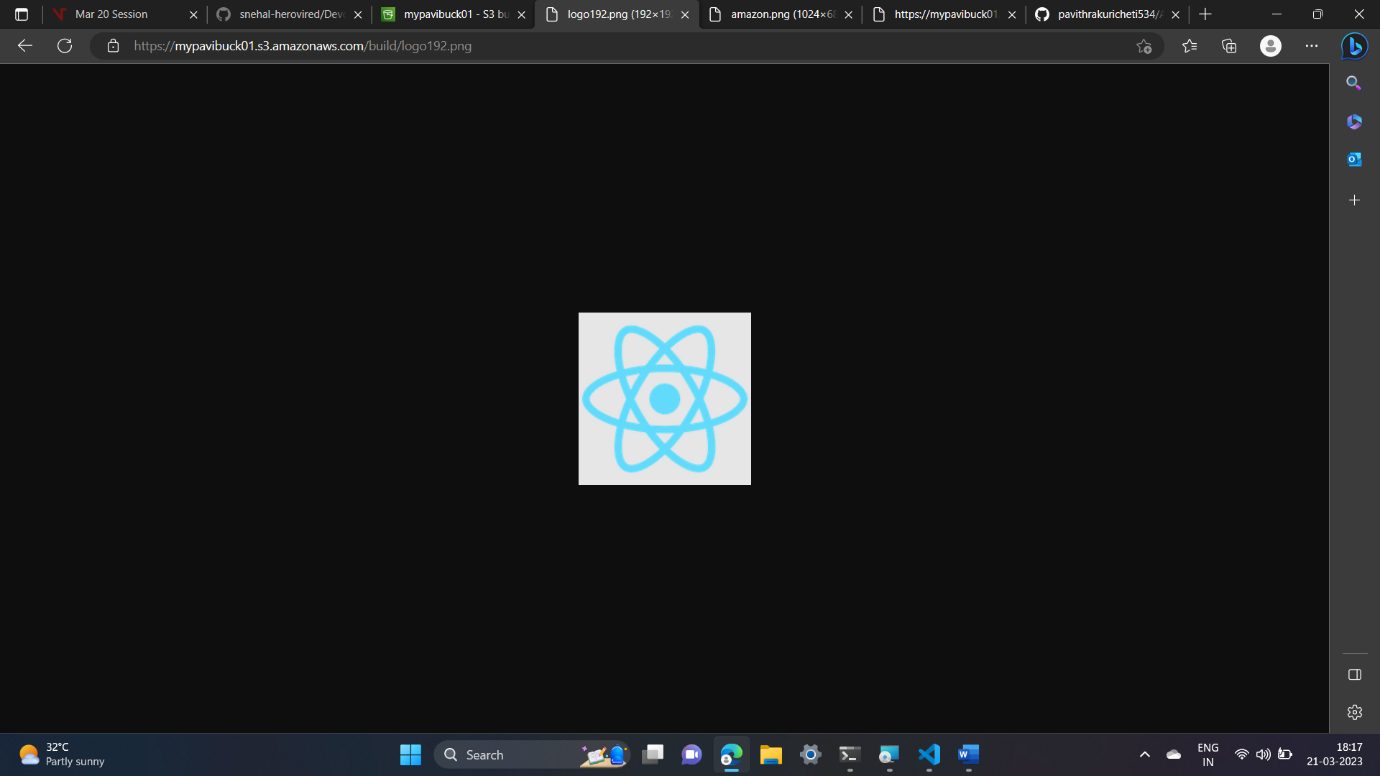 Mar 20 Session
snehal-herovired/Dev
mypavibuck01 - S3 bu
logo192.png (192×192
amazon.png (1024×6
https://mypavibuck01.
pavithrakuricheti534/A
https://mypavibuck01.s3.amazonaws.com/build/logo192.png
32°C
Partly sunny
Search
ENG
IN
18:17
21-03-2023